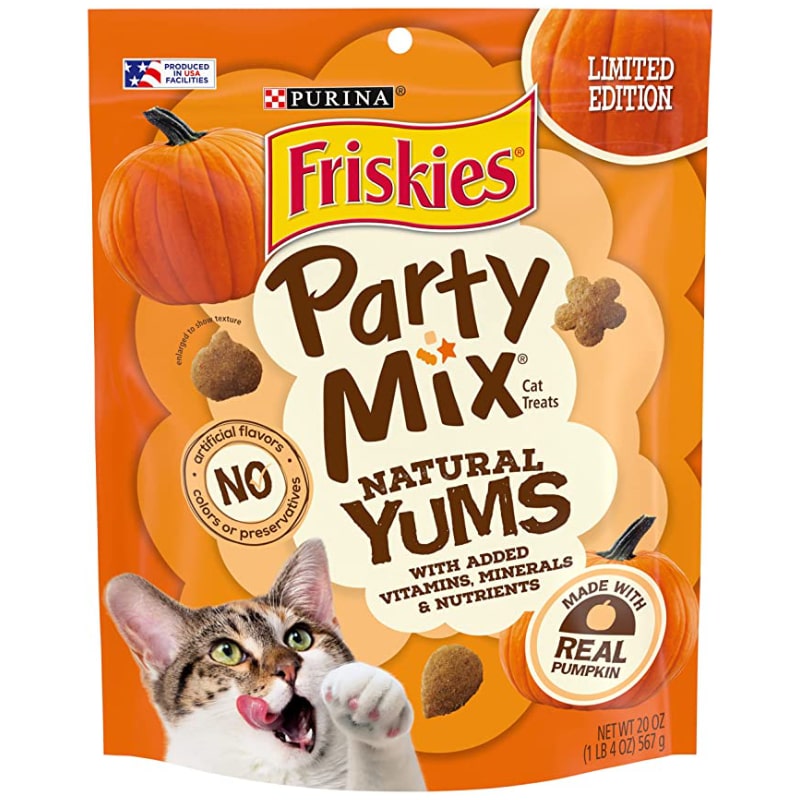 PRODUCED
IN USA
FACILITIES
PURINA®
LIMITED
EDITION
Friskies®
Party
Mix®
Cat
Treats
enlarged to show texture
artificial flavors
NO
colors or preservatives
NATURAL
YUMS
WITH ADDED
VITAMINS, MINERALS
& NUTRIENTS
MADE WITH
REAL
PUMPKIN
NET WT 20 OZ
(1 LB 4 OZ) 567 g